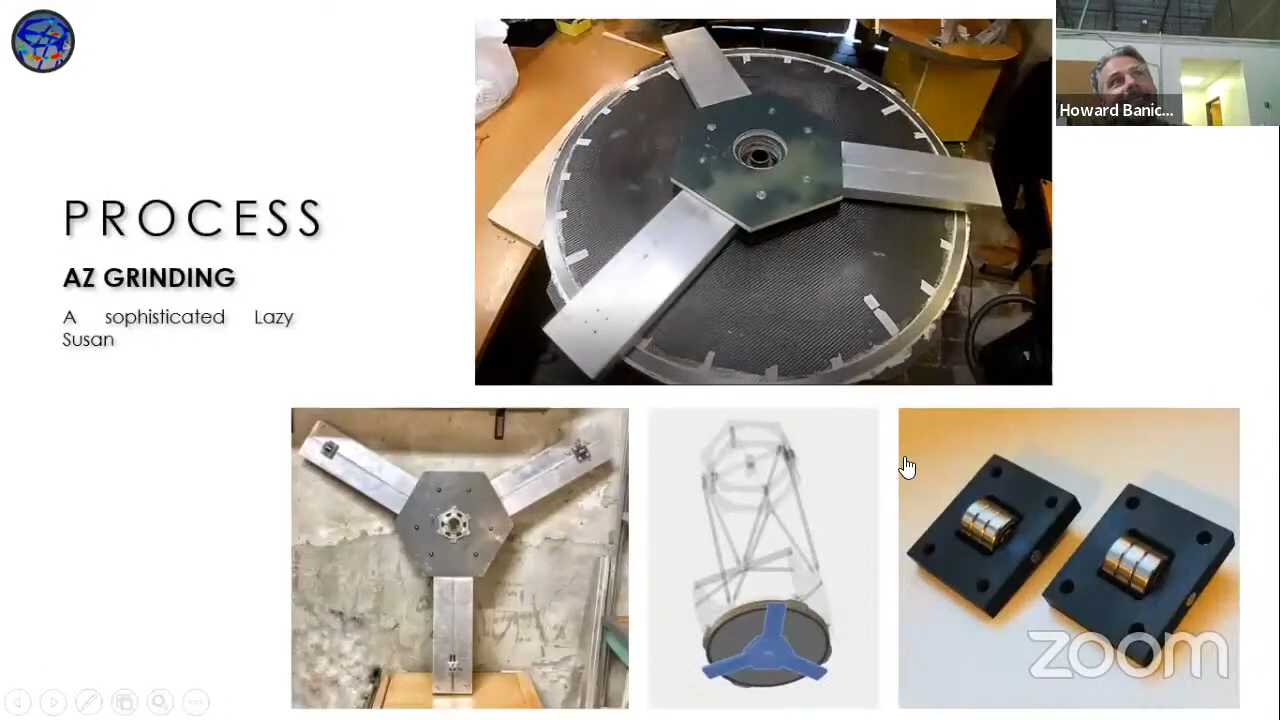 Howard Banic...
PROCESS
AZ GRINDING
A sophisticated Lazy
Susan
zoom